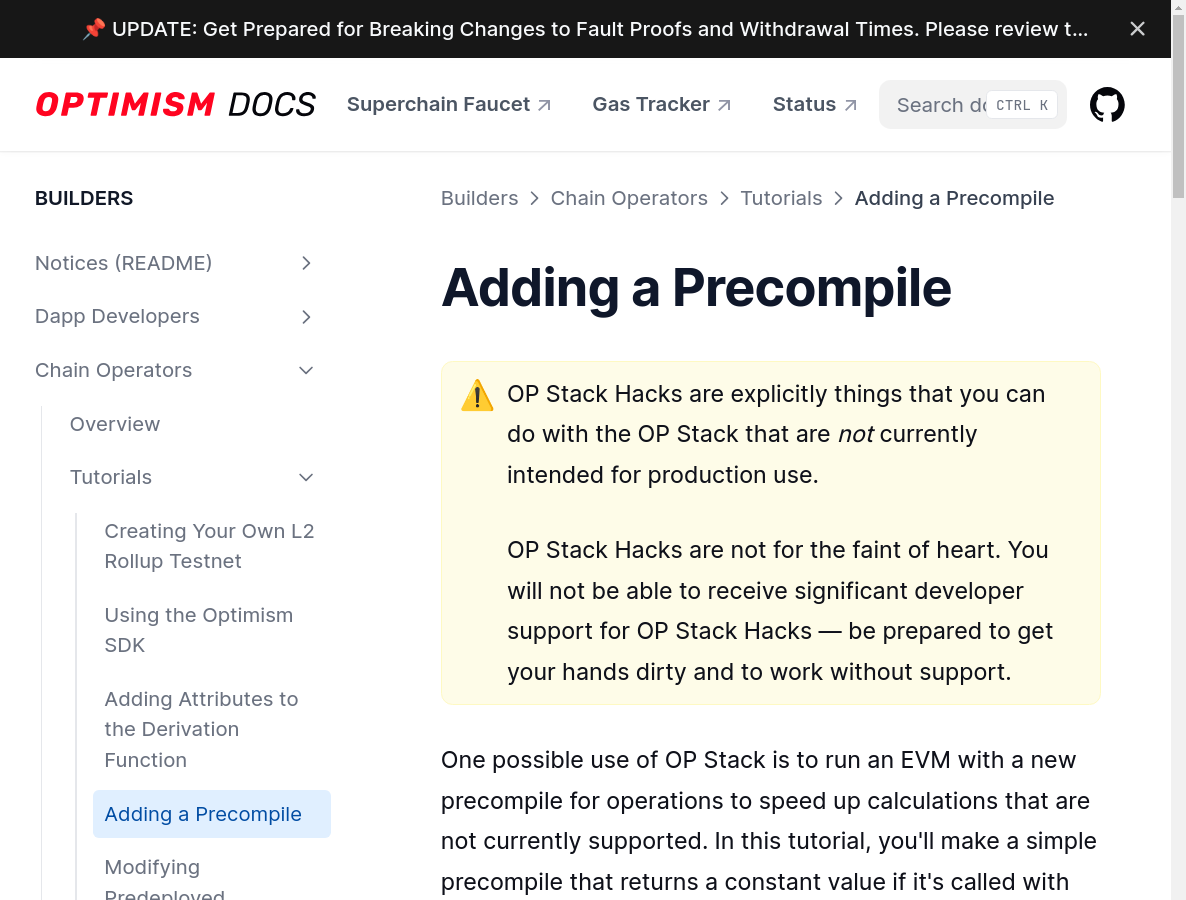 📌 UPDATE: Get Prepared for Breaking Changes to Fault Proofs and Withdrawal Times. Please review t...
OPTIMISM DOCS
Superchain Faucet
Gas Tracker
Status
Search do
CTRL K
BUILDERS
Notices (README)
Dapp Developers
Chain Operators
Overview
Tutorials
Creating Your Own L2
Rollup Testnet
Using the Optimism
SDK
Adding Attributes to
the Derivation
Function
Adding a Precompile
Modifying
Predeployed
Builders > Chain Operators > Tutorials > Adding a Precompile
Adding a Precompile
⚠️ OP Stack Hacks are explicitly things that you can
do with the OP Stack that are not currently
intended for production use.
OP Stack Hacks are not for the faint of heart. You
will not be able to receive significant developer
support for OP Stack Hacks — be prepared to get
your hands dirty and to work without support.
One possible use of OP Stack is to run an EVM with a new
precompile for operations to speed up calculations that are
not currently supported. In this tutorial, you'll make a simple
precompile that returns a constant value if it's called with